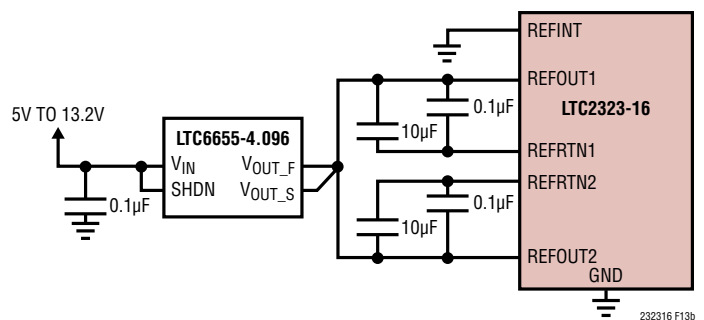 REFINT
REFOUT1
LTC2323-16
5V TO 13.2V
0.1µF
10µF
LTC6655-4.096
REFRTN1
VIN
VOUT_F
REFRTN2
SHDN
VOUT_S
0.1µF
0.1µF
10µF
REFOUT2
GND
232316 F13b